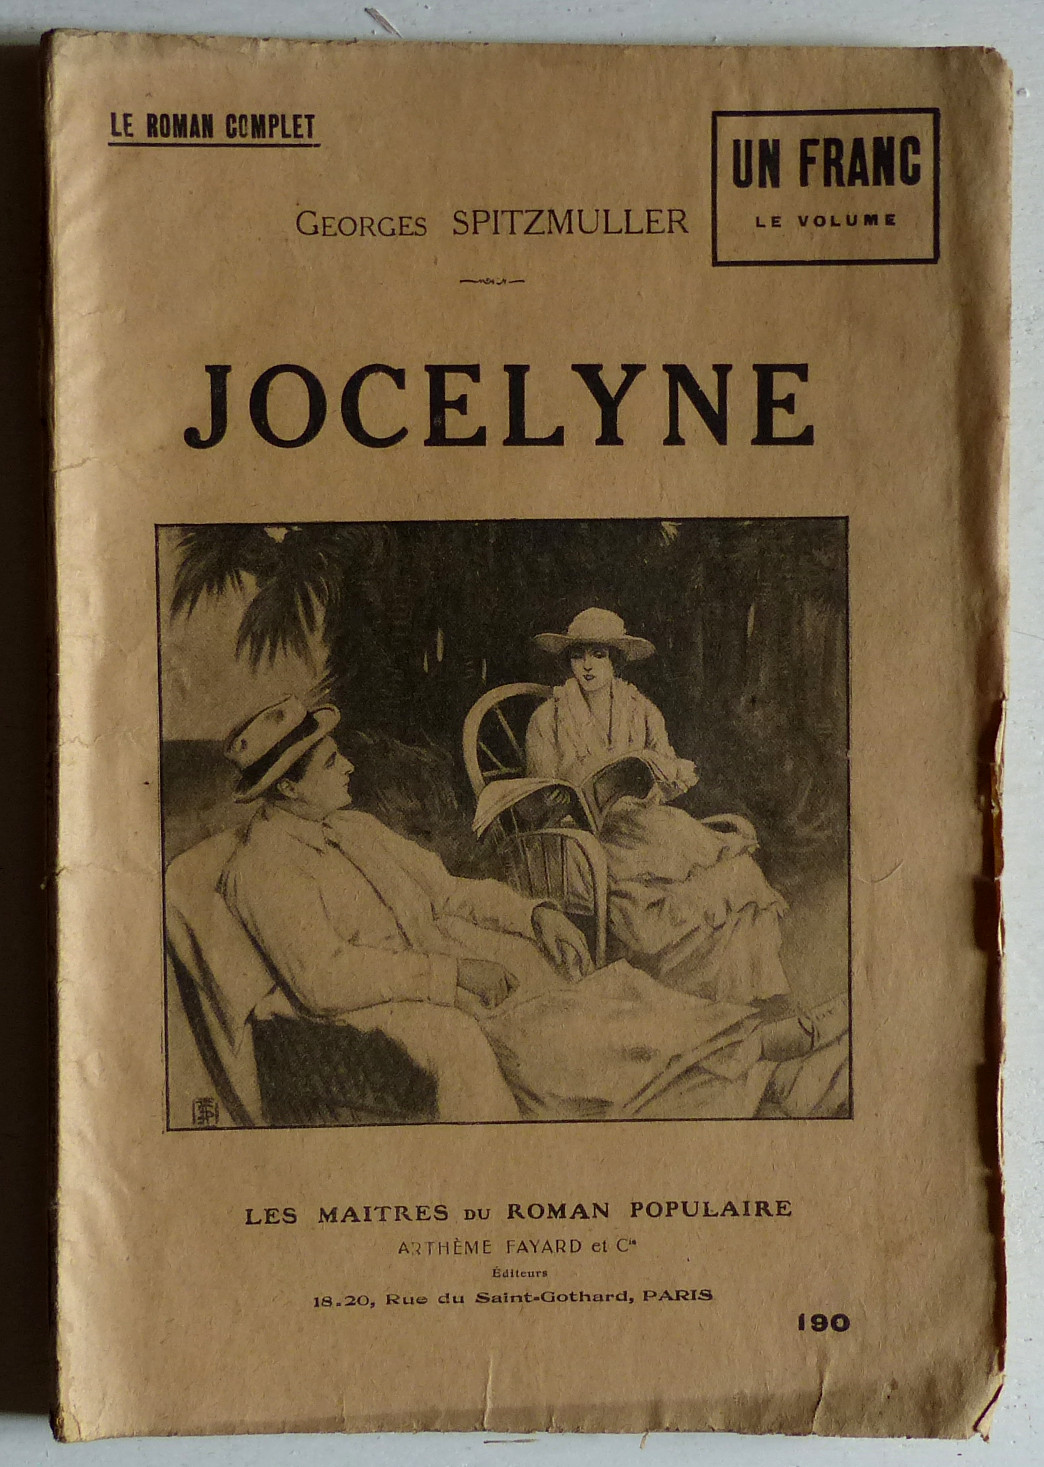 LE ROMAN COMPLET
UN FRANC
LE VOLUME
GEORGES SPITZMULLER
JOCELYNE
LES MAITRES DU ROMAN POPULAIRE
ARTHÈME FAYARD et Cie
Éditeurs
18-20, Rue du Saint-Gothard, PARIS
190